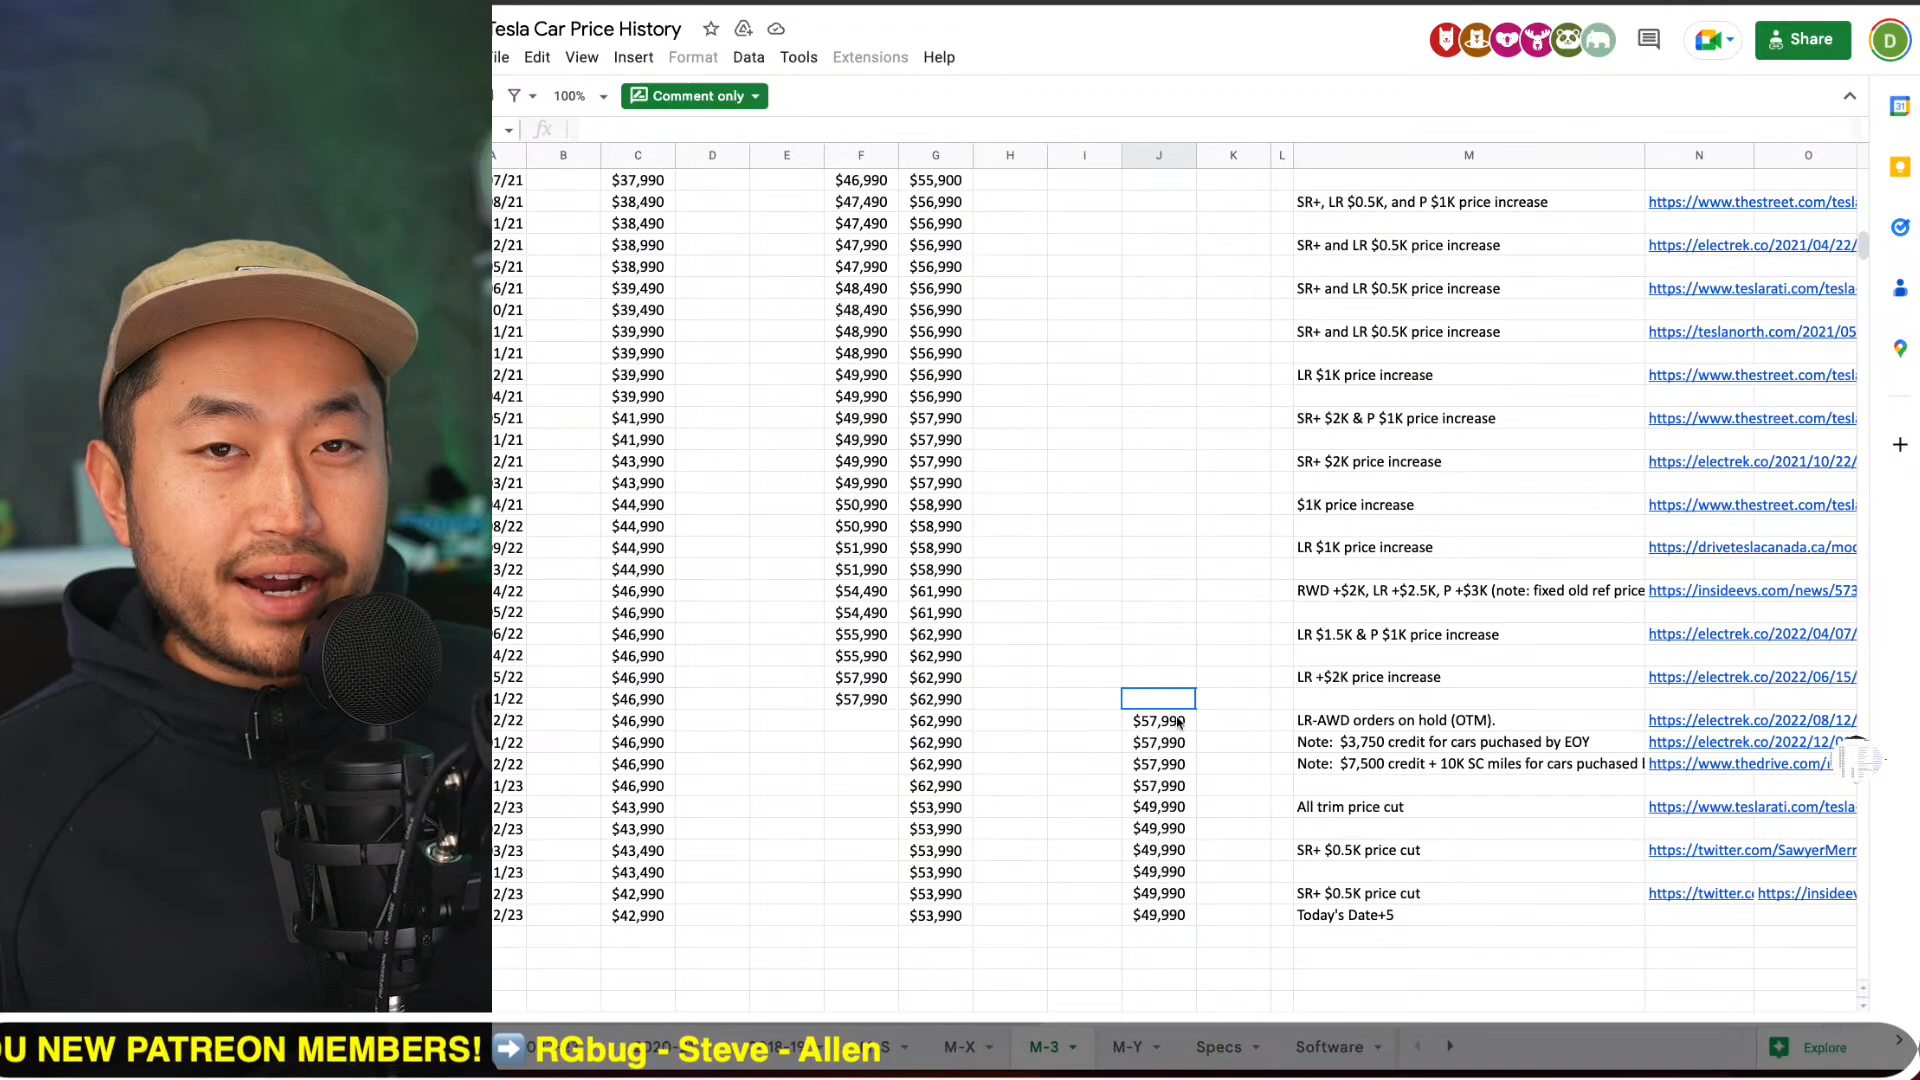 Tesla Car Price History
File Edit View Insert Format Data Tools Extensions Help
Share
D
100% Comment only
fx
31
A B C D E F G H I J K L M N O
7/21 $37,990 $46,990 $55,900
8/21 $38,490 $47,490 $56,990 SR+, LR $0.5K, and P $1K price increase https://www.thestreet.com/tesl
1/21 $38,490 $47,490 $56,990
2/21 $38,990 $47,990 $56,990 SR+ and LR $0.5K price increase https://electrek.co/2021/04/22/
5/21 $38,990 $47,990 $56,990
6/21 $39,490 $48,490 $56,990 SR+ and LR $0.5K price increase https://www.teslarati.com/tesla
0/21 $39,490 $48,490 $56,990
1/21 $39,990 $48,990 $56,990 SR+ and LR $0.5K price increase https://teslanorth.com/2021/05
1/21 $39,990 $48,990 $56,990
2/21 $39,990 $49,990 $56,990 LR $1K price increase https://www.thestreet.com/tesl
4/21 $39,990 $49,990 $56,990
5/21 $41,990 $49,990 $57,990 SR+ $2K & P $1K price increase https://www.thestreet.com/tesl
1/21 $41,990 $49,990 $57,990
2/21 $43,990 $49,990 $57,990 SR+ $2K price increase https://electrek.co/2021/10/22/
3/21 $43,990 $49,990 $57,990
4/21 $44,990 $50,990 $58,990 $1K price increase https://www.thestreet.com/tesl
8/22 $44,990 $50,990 $58,990
9/22 $44,990 $51,990 $58,990 LR $1K price increase https://driveteslacanada.ca/mod
3/22 $44,990 $51,990 $58,990
4/22 $46,990 $54,490 $61,990 RWD +$2K, LR +$2.5K, P +$3K (note: fixed old ref price https://insideevs.com/news/573
5/22 $46,990 $54,490 $61,990
6/22 $46,990 $55,990 $62,990 LR $1.5K & P $1K price increase https://electrek.co/2022/04/07/
4/22 $46,990 $55,990 $62,990
5/22 $46,990 $57,990 $62,990 LR +$2K price increase https://electrek.co/2022/06/15/
1/22 $46,990 $57,990 $62,990
2/22 $46,990 $62,990 $57,990 LR-AWD orders on hold (OTM). https://electrek.co/2022/08/12/
1/22 $46,990 $62,990 $57,990 Note: $3,750 credit for cars puchased by EOY https://electrek.co/2022/12/0
2/22 $46,990 $62,990 $57,990 Note: $7,500 credit + 10K SC miles for cars puchased https://www.thedrive.com/
1/23 $46,990 $62,990 $57,990
2/23 $43,990 $53,990 $49,990 All trim price cut https://www.teslarati.com/tesla
2/23 $43,990 $53,990 $49,990
3/23 $43,490 $53,990 $49,990 SR+ $0.5K price cut https://twitter.com/SawyerMerr
1/23 $43,490 $53,990 $49,990
2/23 $42,990 $53,990 $49,990 SR+ $0.5K price cut https://twitter.c https://insideev
2/23 $42,990 $53,990 $49,990 Today's Date+5
OU NEW PATREON MEMBERS! ➡ RGbug - Steve - Allen
M-X M-3 M-Y Specs Software Explore